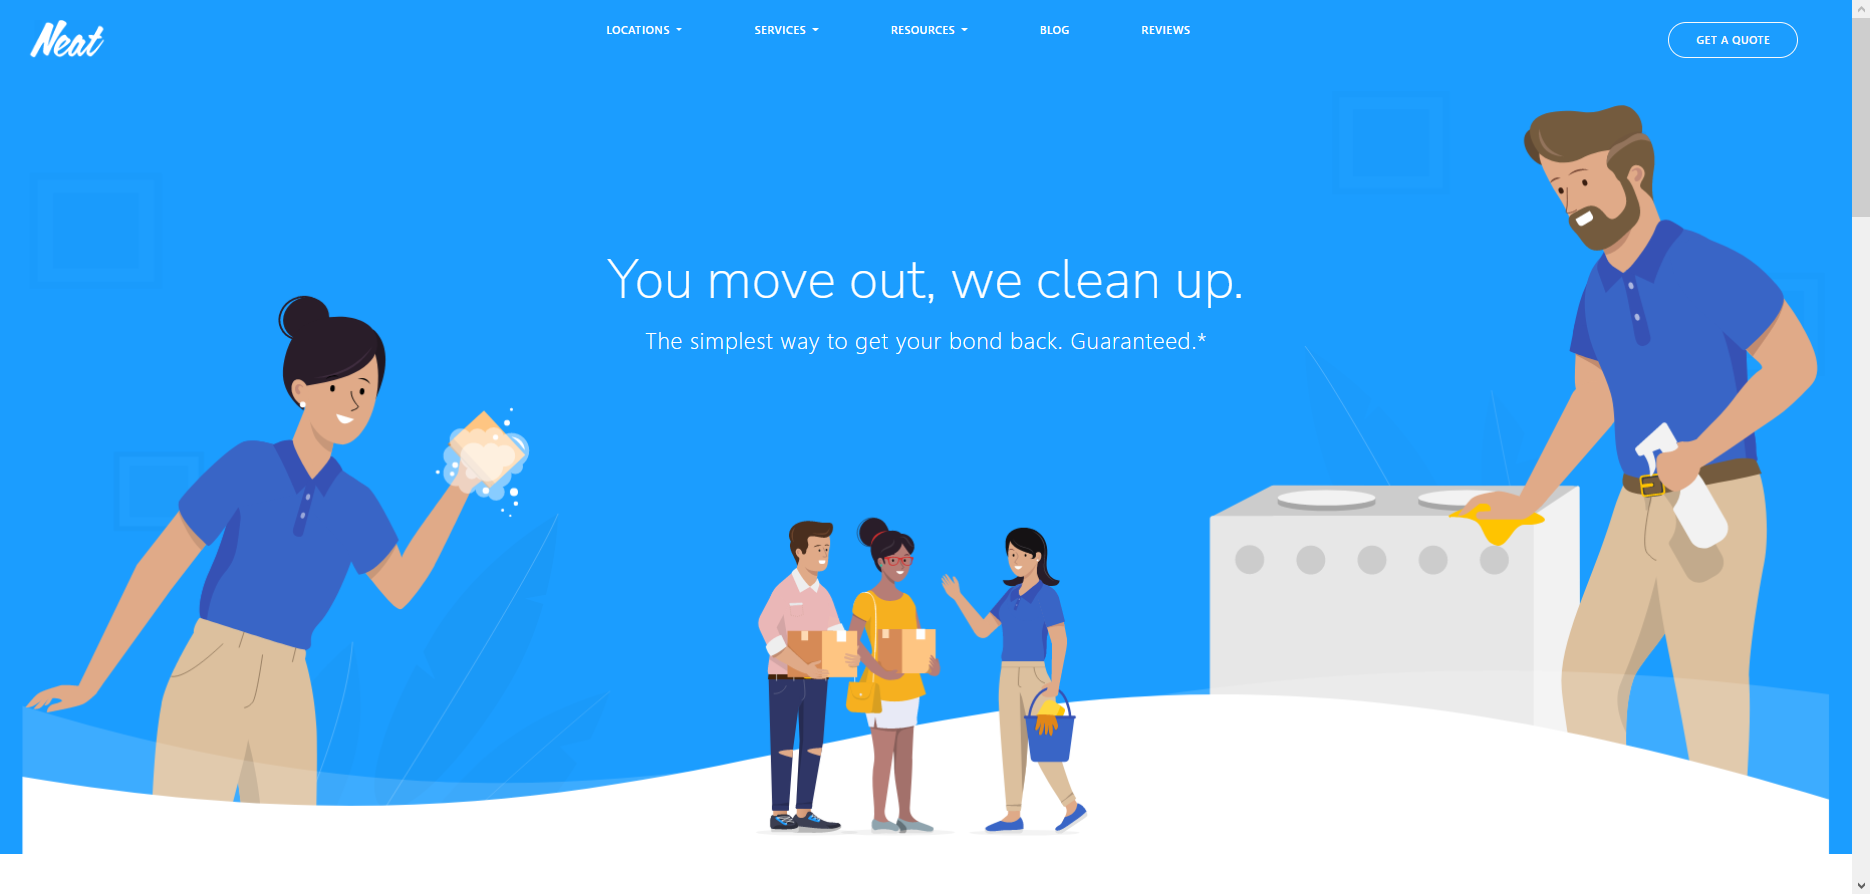 Neat
LOCATIONS
SERVICES
RESOURCES
BLOG
REVIEWS
GET A QUOTE
You move out, we clean up.
The simplest way to get your bond back. Guaranteed.*